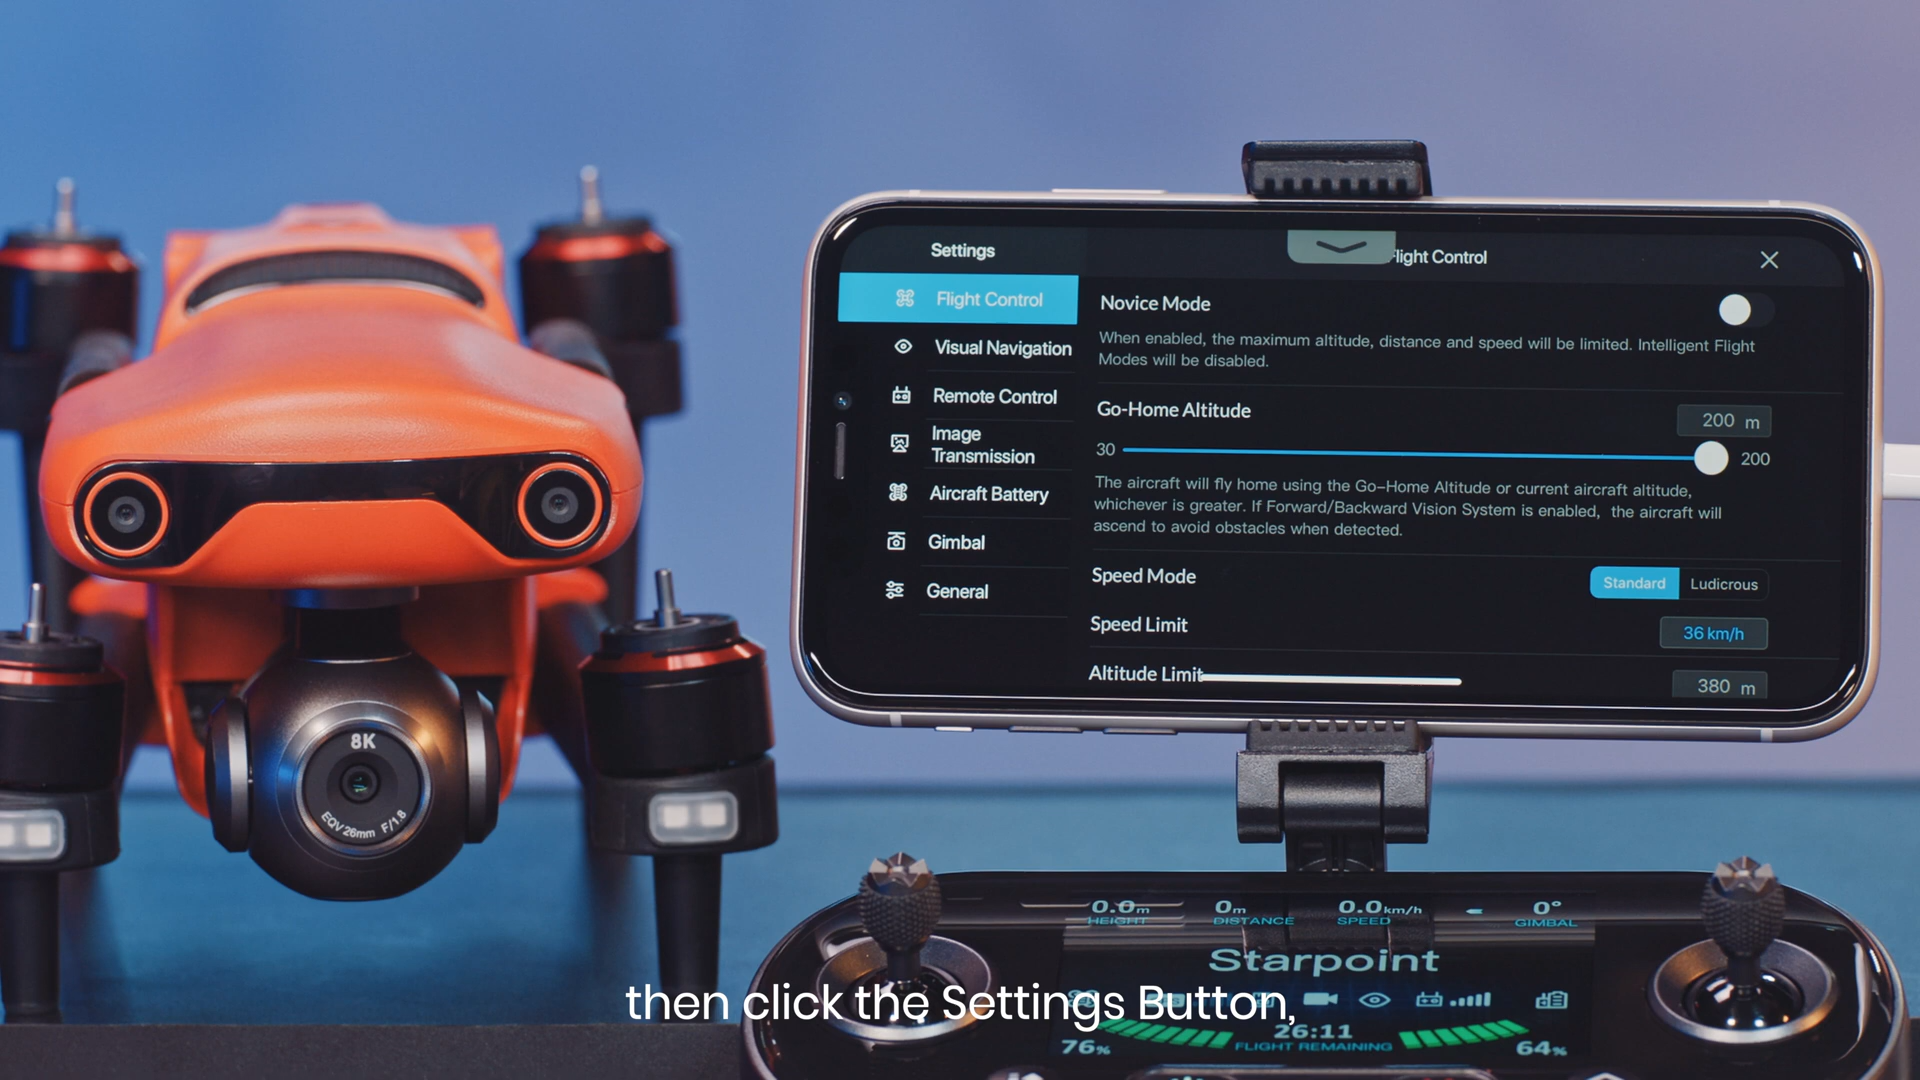 Settings
Flight Control
Visual Navigation
Remote Control
Image
Transmission
Aircraft Battery
Gimbal
General
light Control
Novice Mode
When enabled, the maximum altitude, distance and speed will be limited. Intelligent Flight
Modes will be disabled.
Go-Home Altitude
200 m
30
200
The aircraft will fly home using the Go-Home Altitude or current aircraft altitude,
whichever is greater. If Forward/Backward Vision System is enabled, the aircraft will
ascend to avoid obstacles when detected.
Speed Mode
Standard Ludicrous
Speed Limit
36 km/h
Altitude Limit
380 m
8K
EQV 26mm F/1.8
0.0m 0m 0.0km/h 0°
HEIGHT DISTANCE SPEED GIMBAL
Starpoint
then click the Settings Button,
26:11
FLIGHT REMAINING
76%
64%